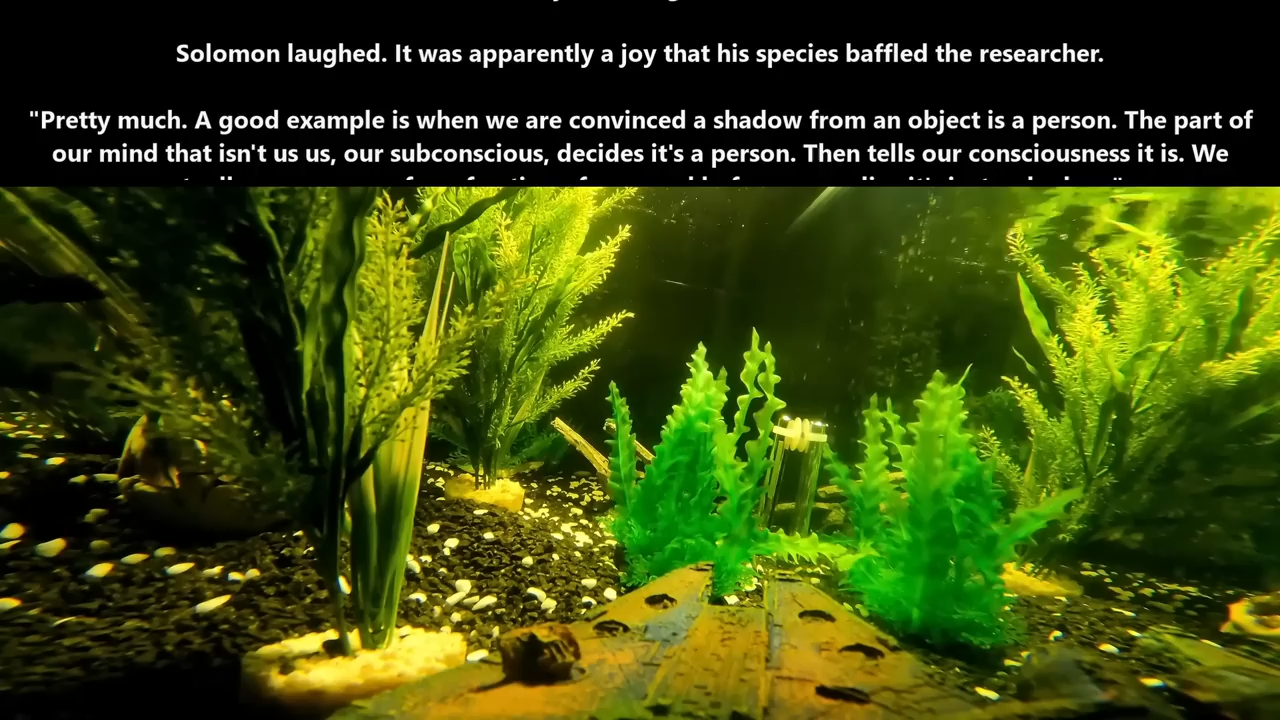 Solomon laughed. It was apparently a joy that his species baffled the researcher.
"Pretty much. A good example is when we are convinced a shadow from an object is a person. The part of
our mind that isn't us us, our subconscious, decides it's a person. Then tells our consciousness it is. We